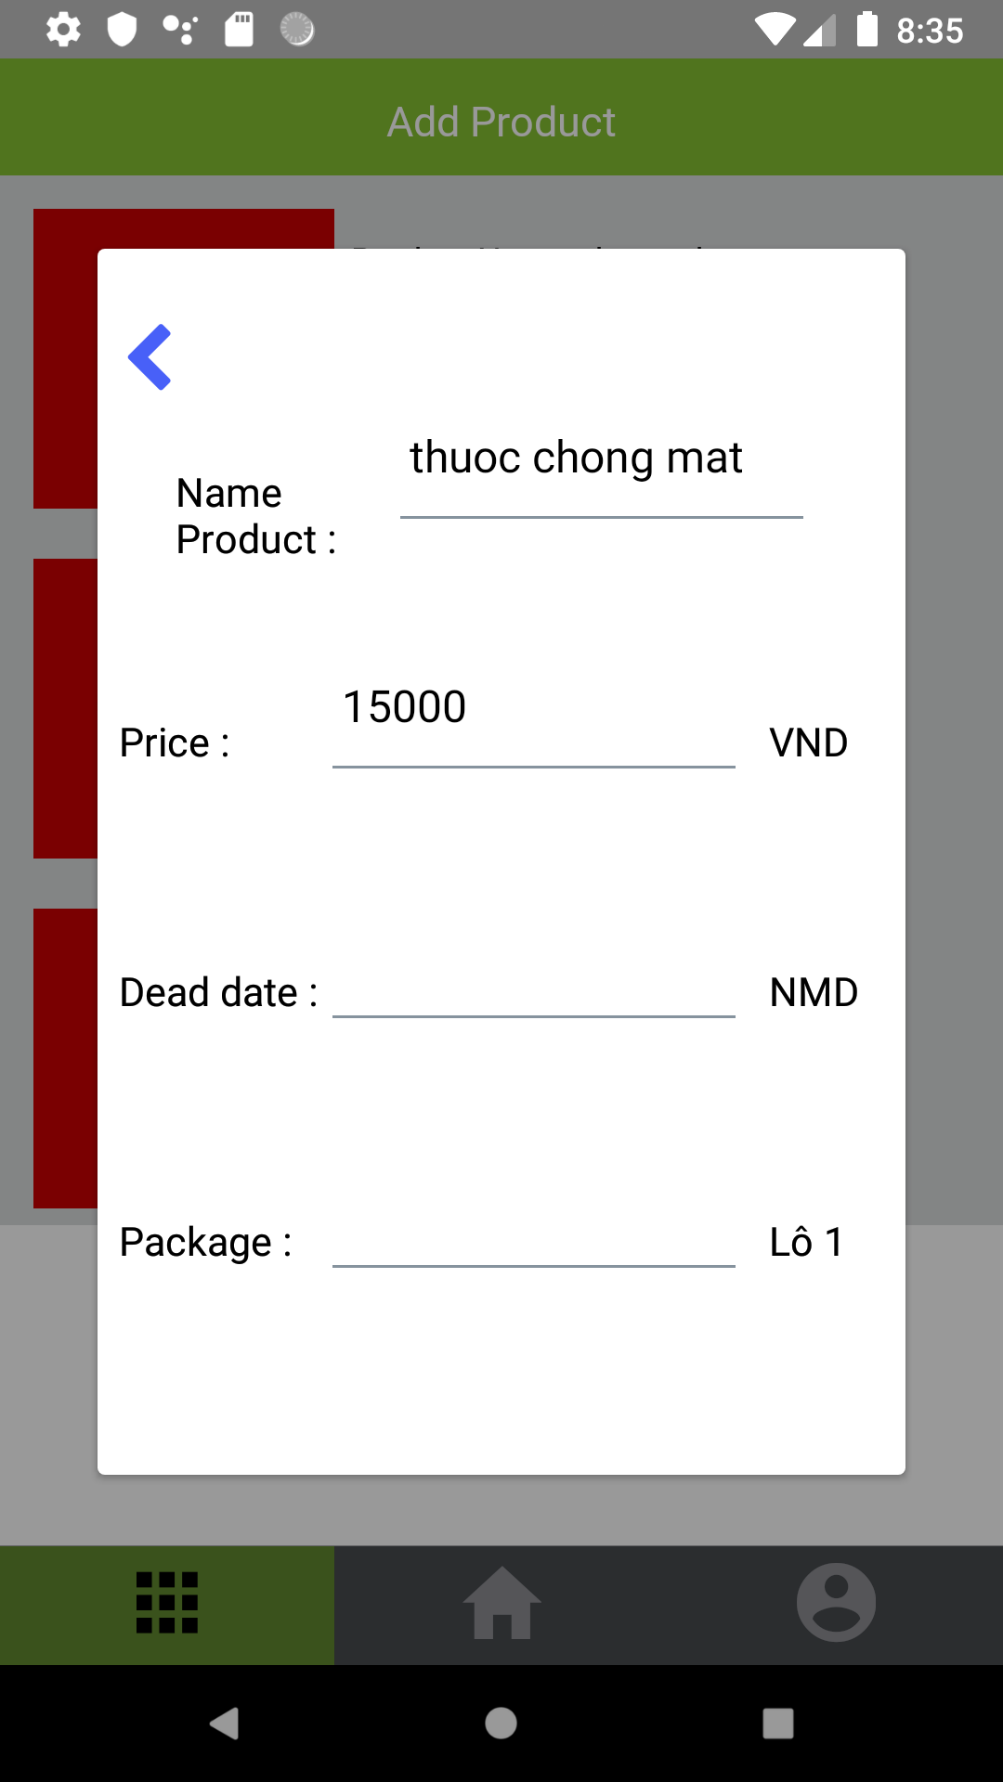 8:35
Add Product
thuoc chong mat
Name
Product :
15000
Price :
VND
Dead date :
NMD
Package :
Lô 1